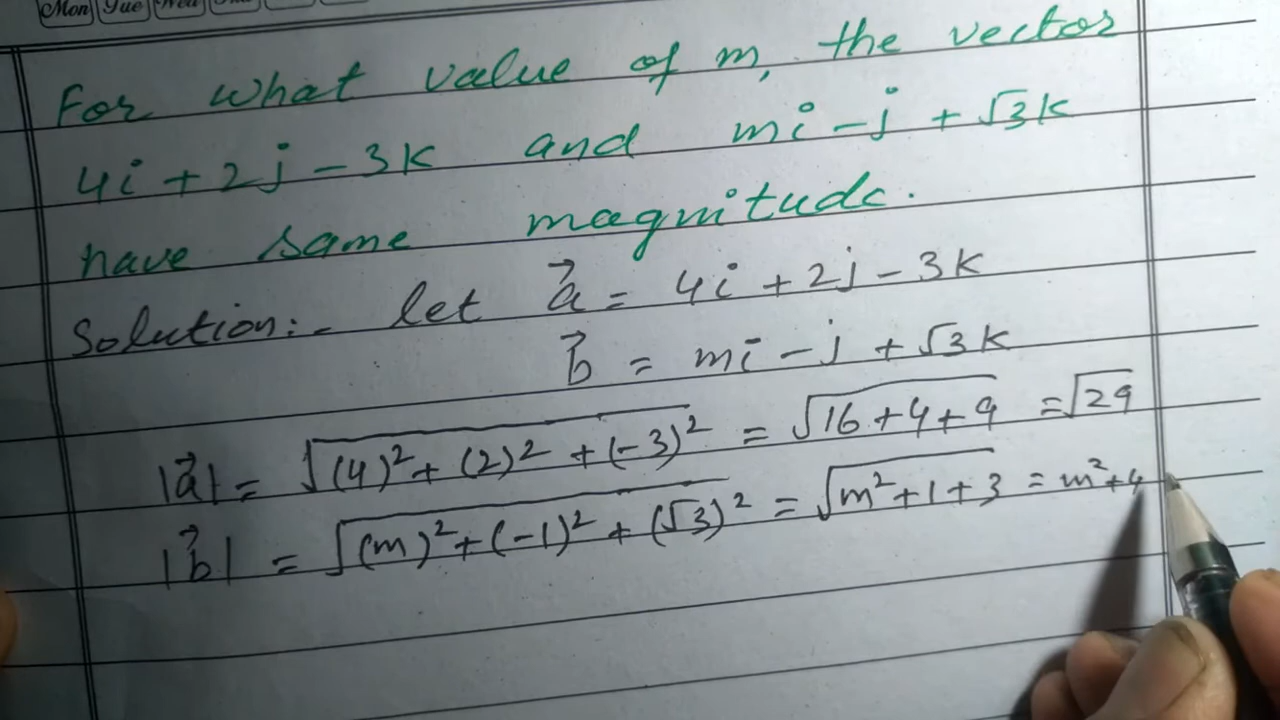 Mon Tue Wed
For what value of m, the vector
4i + 2j - 3k and mi - j + √3k
have same magnitude.
Solution:- let a⃗ = 4i + 2j - 3k
b⃗ = mi - j + √3k
|a⃗| = √(4)² + (2)² + (-3)² = √16 + 4 + 9 = √29
|b⃗| = √(m)² + (-1)² + (√3)² = √m² + 1 + 3 = m² + 4